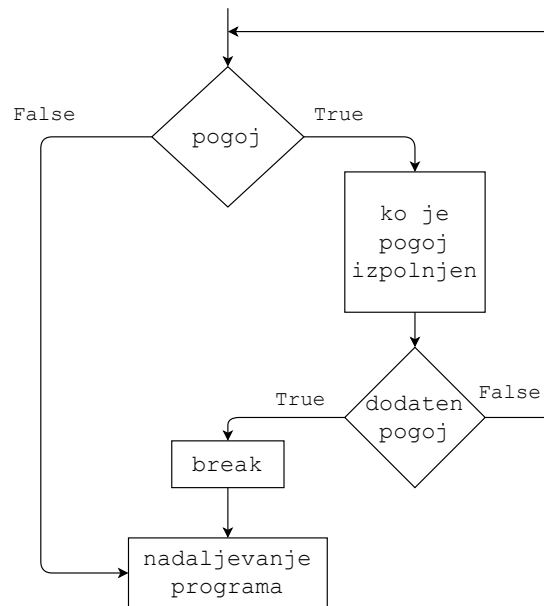 False
True
pogoj
ko je
pogoj
izpolnjen
True
False
dodaten
pogoj
break
nadaljevanje
programa